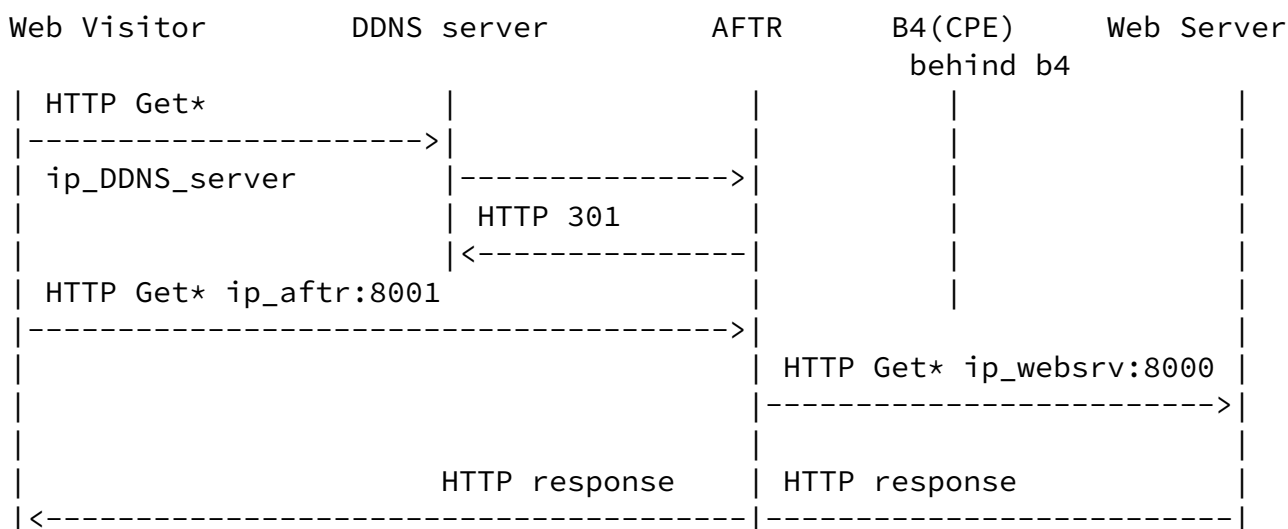 Web Visitor DDNS server AFTR B4(CPE) Web Server
behind b4
HTTP Get*
ip_DDNS_server
HTTP 301
HTTP Get* ip_aftr:8001
HTTP Get* ip_websrv:8000
HTTP response HTTP response